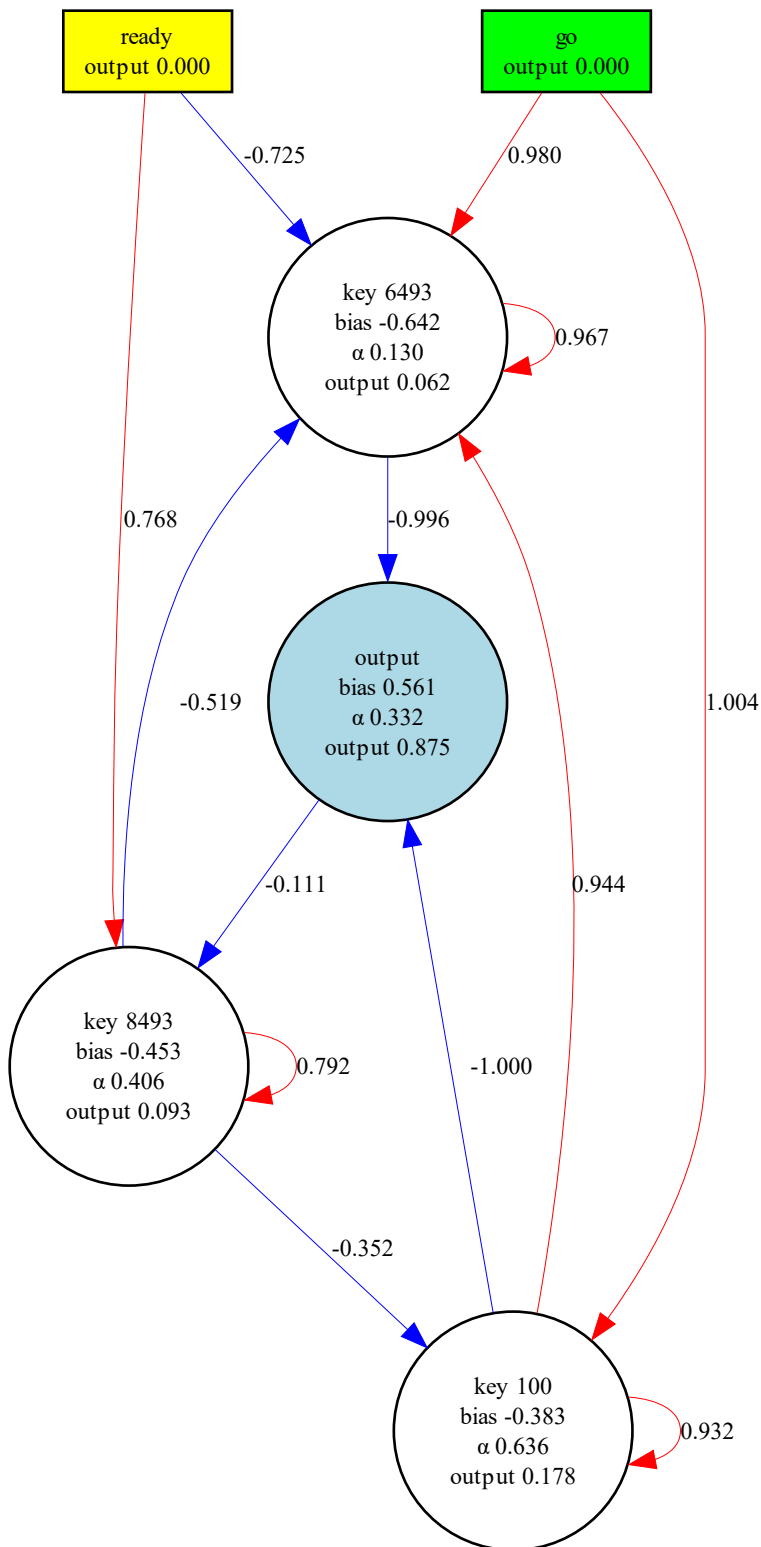 ready
output 0.000
go
output 0.000
-0.725
0.980
key 6493
bias -0.642
α 0.130
output 0.062
0.967
0.768
-0.996
-0.519
output
bias 0.561
α 0.332
output 0.875
1.004
-0.111
0.944
key 8493
bias -0.453
α 0.406
output 0.093
0.792
-1.000
-0.352
key 100
bias -0.383
α 0.636
output 0.178
0.932